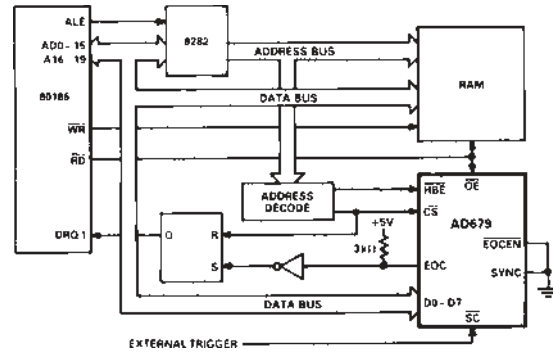 ALE
AD0 - 15
A16 - 19
80186
WR
RD
DRQ 1
8282
ADDRESS BUS
DATA BUS
RAM
ADDRESS
DECODE
HBE
OE
CS
AD679
+5V
3kΩ
EOCEN
EOC
SYNC
Q
R
S
DATA BUS
D0 - D7
SC
EXTERNAL TRIGGER